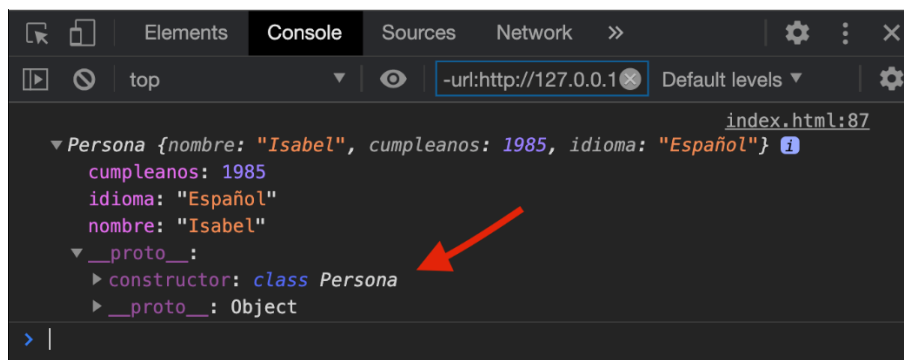 Elements Console Sources Network »
top ▼ -url:http://127.0.0.1 Default levels ▼
index.html:87
▼ Persona {nombre: "Isabel", cumpleanos: 1985, idioma: "Español"} i
cumpleanos: 1985
idioma: "Español"
nombre: "Isabel"
▼ __proto__:
▶ constructor: class Persona
▶ __proto__: Object
>